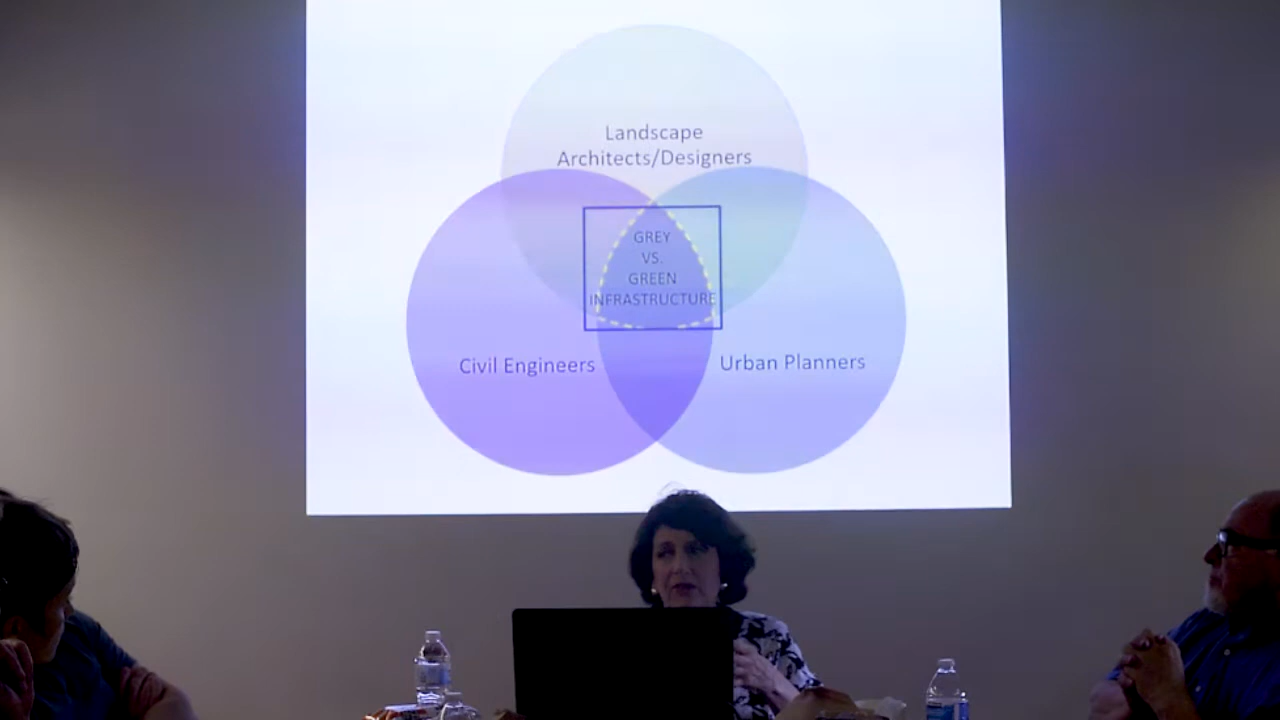 Landscape
Architects/Designers
GREY
VS.
GREEN
INFRASTRUCTURE
Civil Engineers
Urban Planners